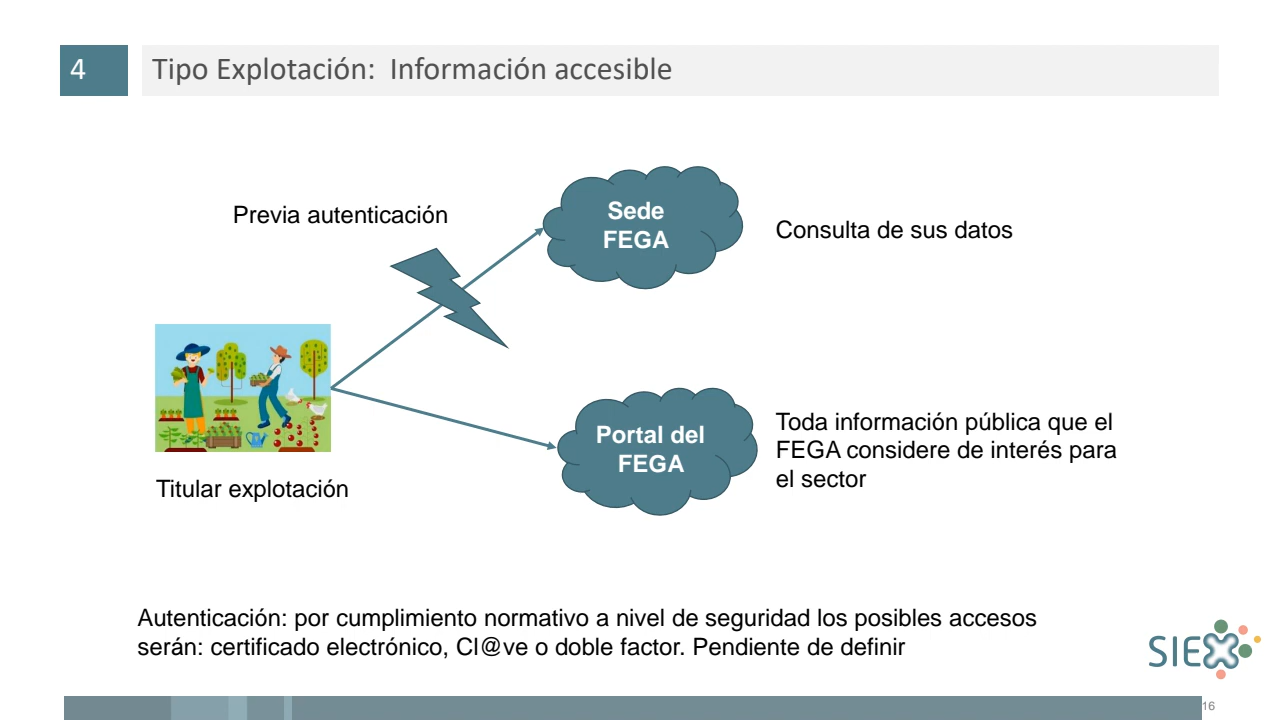 4
Tipo Explotación: Información accesible
Previa autenticación
Sede
FEGA
Consulta de sus datos
Portal del
FEGA
Toda información pública que el
FEGA considere de interés para
el sector
Titular explotación
Autenticación: por cumplimiento normativo a nivel de seguridad los posibles accesos
serán: certificado electrónico, Cl@ve o doble factor. Pendiente de definir
SIEX
16